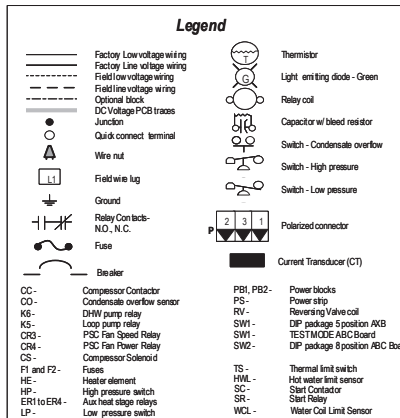 Legend
Factory Low voltage wiring
Factory Line voltage wiring
Field low voltage wiring
Field line voltage wiring
Optional block
DC Voltage PCB traces
Junction
Quick connect terminal
Wire nut
L1
Field wire lug
Ground
Relay Contacts-
N.O., N.C.
Fuse
Breaker
T
Thermistor
G
Light emitting diode - Green
Relay coil
Capacitor w/ bleed resistor
Switch - Condensate overflow
Switch - High pressure
Switch - Low pressure
P 2 3 1
Polarized connector
Current Transducer (CT)
CC - Compressor Contactor
CO - Condensate overflow sensor
K6 - DHW pump relay
K5 - Loop pump relay
CR3 - PSC Fan Speed Relay
CR4 - PSC Fan Power Relay
CS - Compressor Solenoid
F1 and F2 - Fuses
HE - Heater element
HP - High pressure switch
ER1 to ER4 - Aux heat stage relays
LP - Low pressure switch
PB1, PB2 - Power blocks
PS - Power strip
RV - Reversing Valve coil
SW1 - DIP package 5 position AXB
SW1 - TEST MODE ABC Board
SW2 - DIP package 8 position ABC Boa
TS - Thermal limit switch
HWL - Hot water limit sensor
SC - Start Contactor
SR - Start Relay
WCL - Water Coil Limit Sensor